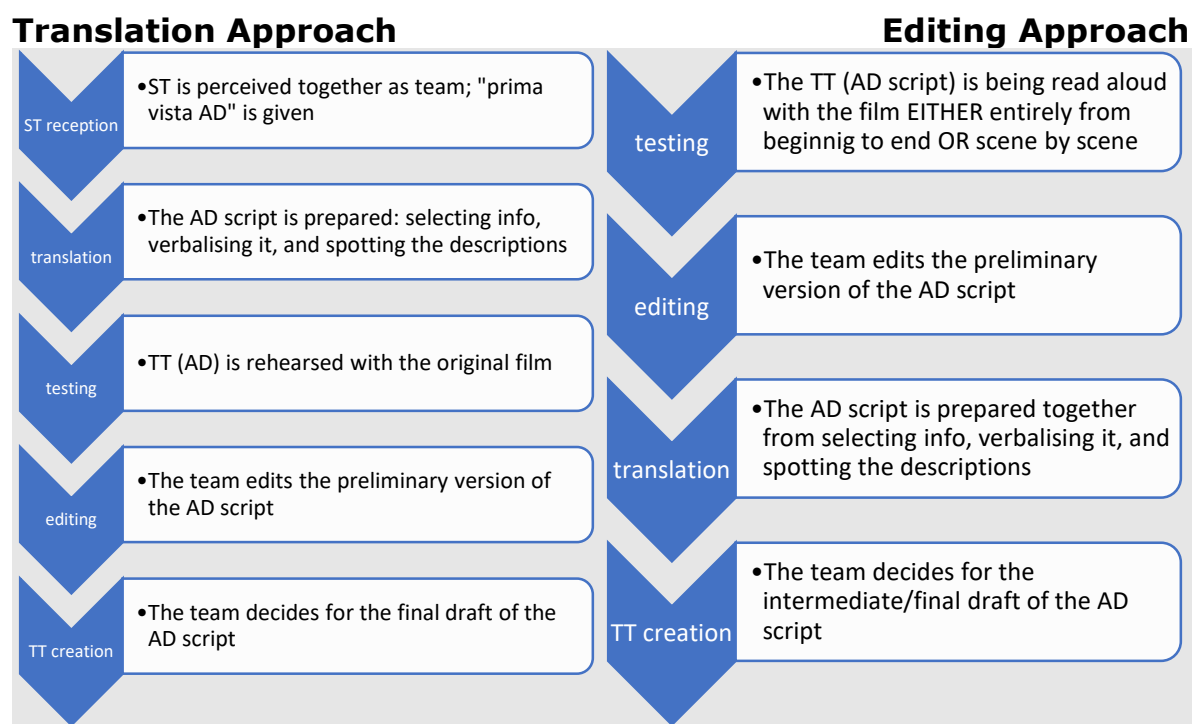 Translation Approach
ST reception
•ST is perceived together as team; "prima
vista AD" is given
translation
•The AD script is prepared: selecting info,
verbalising it, and spotting the descriptions
testing
•TT (AD) is rehearsed with the original film
editing
•The team edits the preliminary version of
the AD script
TT creation
•The team decides for the final draft of the
AD script
Editing Approach
testing
•The TT (AD script) is being read aloud
with the film EITHER entirely from
beginnig to end OR scene by scene
editing
•The team edits the preliminary
version of the AD script
translation
•The AD script is prepared together
from selecting info, verbalising it, and
spotting the descriptions
TT creation
•The team decides for the
intermediate/final draft of the AD
script